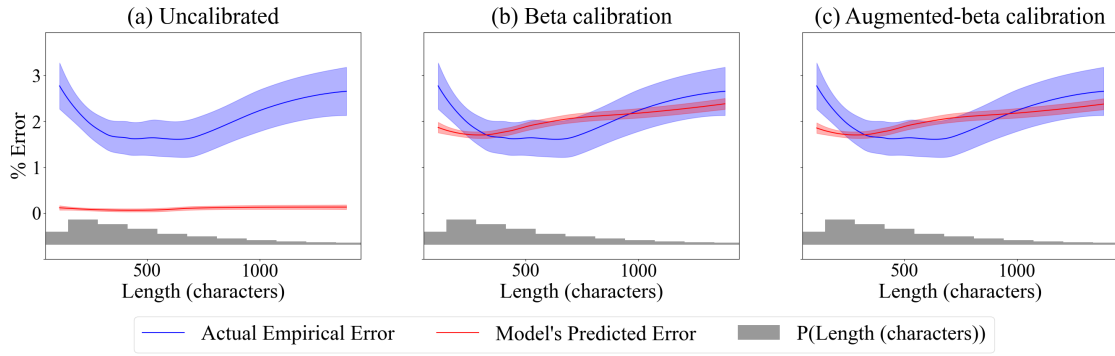 (a) Uncalibrated
(b) Beta calibration
(c) Augmented-beta calibration
% Error
3
2
1
0
500 1000
500 1000
500 1000
Length (characters)
Length (characters)
Length (characters)
Actual Empirical Error
Model's Predicted Error
P(Length (characters))